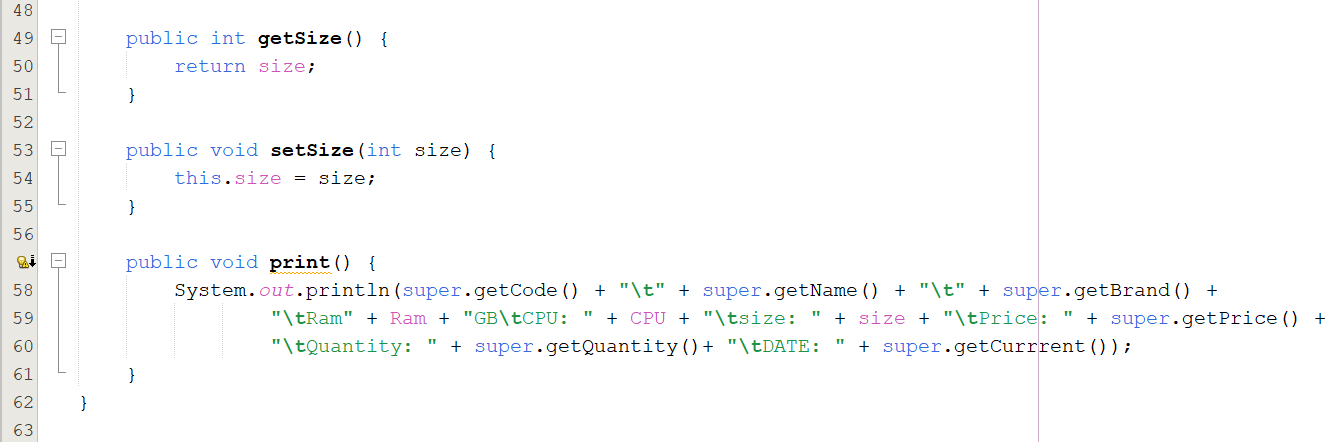 48
49 public int getSize() {
50 return size;
51 }
52
53 public void setSize(int size) {
54 this.size = size;
55 }
56
public void print() {
58 System.out.println(super.getCode() + "\t" + super.getName() + "\t" + super.getBrand() +
59 "\tRam" + Ram + "GB\tCPU: " + CPU + "\tsize: " + size + "\tPrice: " + super.getPrice() +
60 "\tQuantity: " + super.getQuantity()+ "\tDATE: " + super.getCurrrent());
61 }
62 }
63